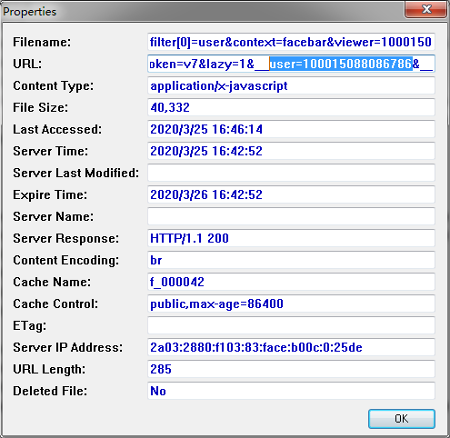 Properties
Filename: filter[0]=user&context=facebar&viewer=1000150
URL: oken=v7&lazy=1&__user=100015088086786&__
Content Type: application/x-javascript
File Size: 40,332
Last Accessed: 2020/3/25 16:46:14
Server Time: 2020/3/25 16:42:52
Server Last Modified:
Expire Time: 2020/3/26 16:42:52
Server Name:
Server Response: HTTP/1.1 200
Content Encoding: br
Cache Name: f_000042
Cache Control: public,max-age=86400
ETag:
Server IP Address: 2a03:2880:f103:83:face:b00c:0:25de
URL Length: 285
Deleted File: No
OK